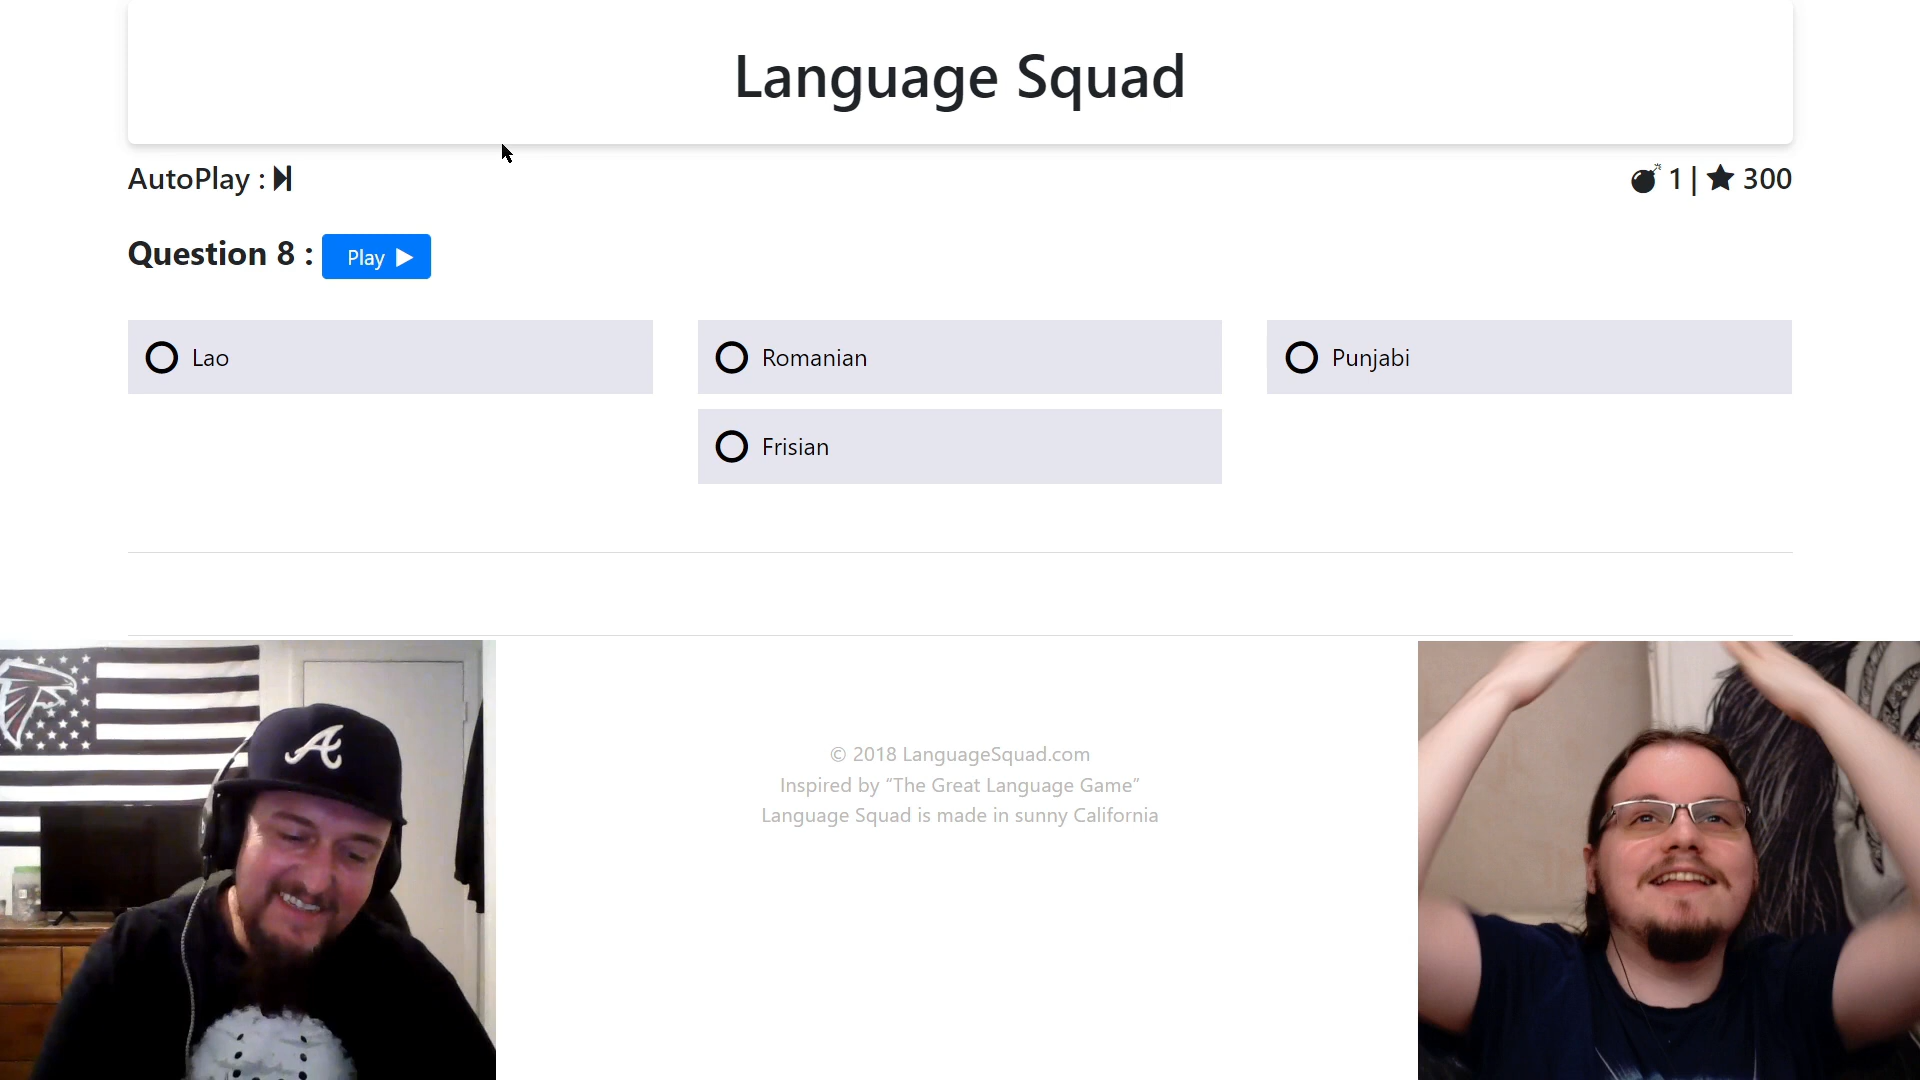 Language Squad
AutoPlay :
1 | 300
Question 8 : Play
Lao
Romanian
Punjabi
Frisian
© 2018 LanguageSquad.com
Inspired by “The Great Language Game”
Language Squad is made in sunny California
A